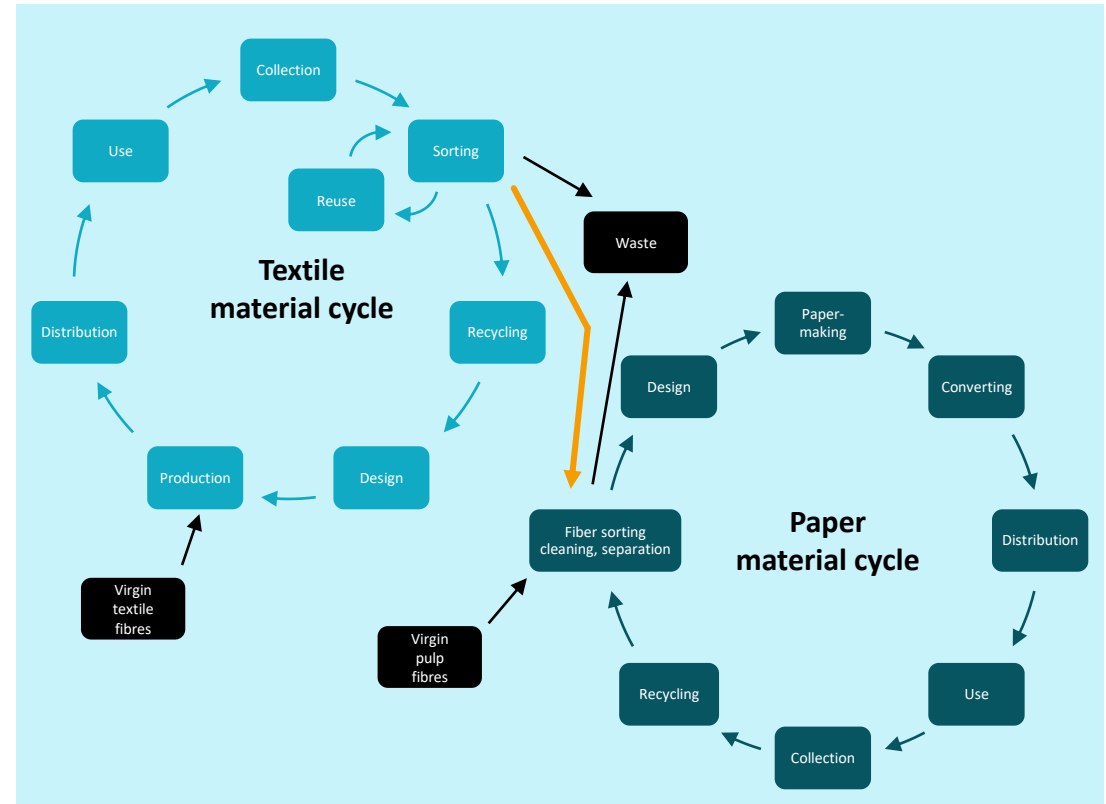 Collection
Use
Sorting
Reuse
Textile
material cycle
Waste
Distribution
Recycling
Production
Design
Virgin
textile
fibres
Paper-
making
Design
Converting
Fiber sorting
cleaning, separation
Paper
material cycle
Distribution
Virgin
pulp
fibres
Recycling
Use
Collection